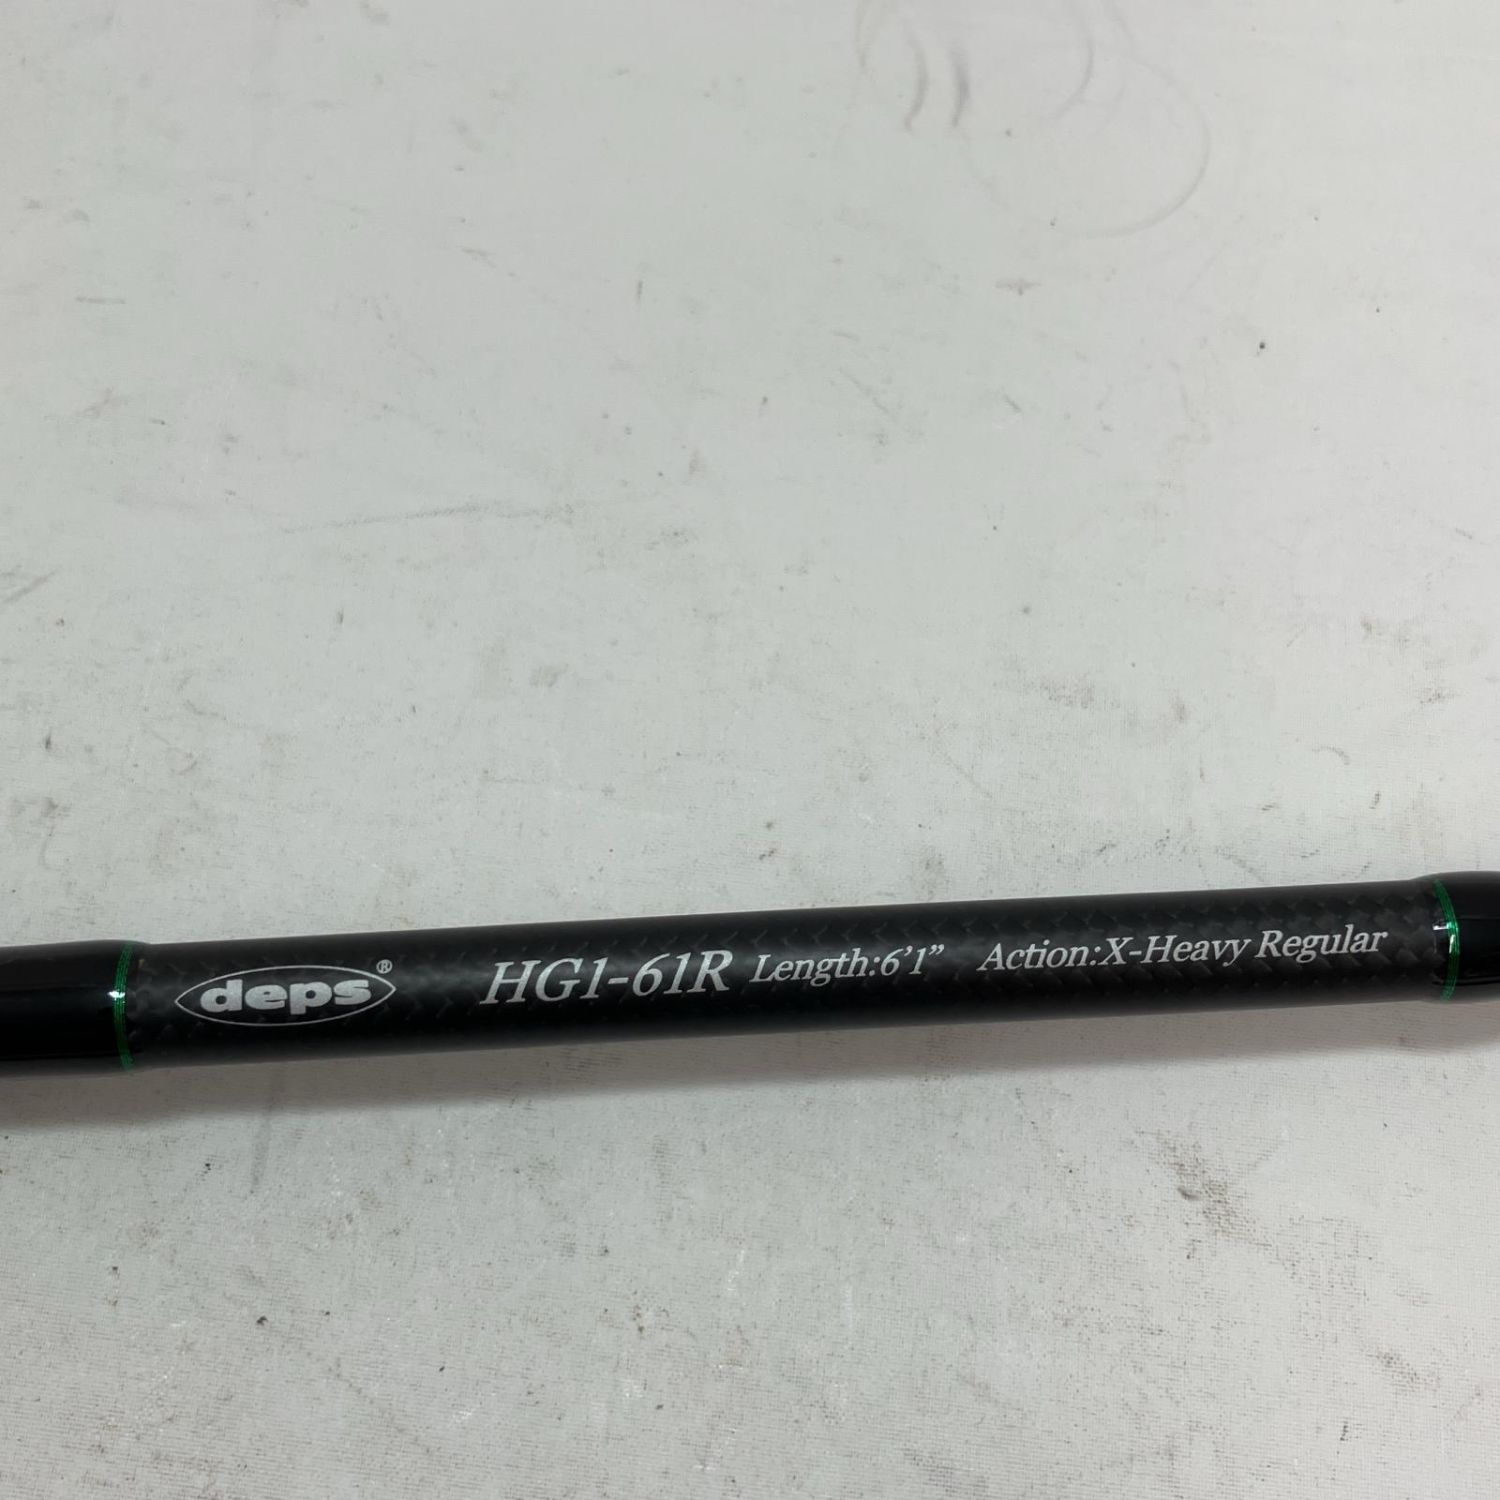 deps® HG1-61R Length:6'1" Action:X-Heavy Regular